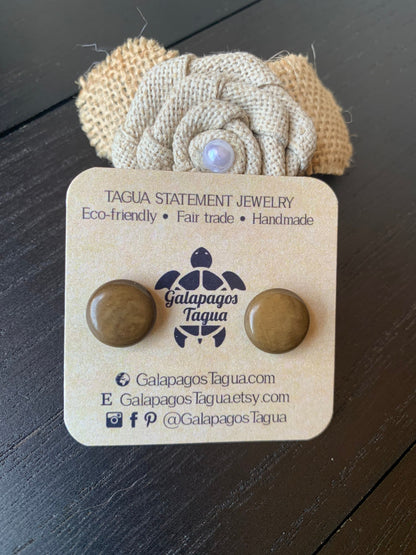 TAGUA STATEMENT JEWELRY
Eco-friendly • Fair trade • Handmade
Galapagos
Tagua
GalapagosTagua.com
E GalapagosTagua.etsy.com
@GalapagosTagua